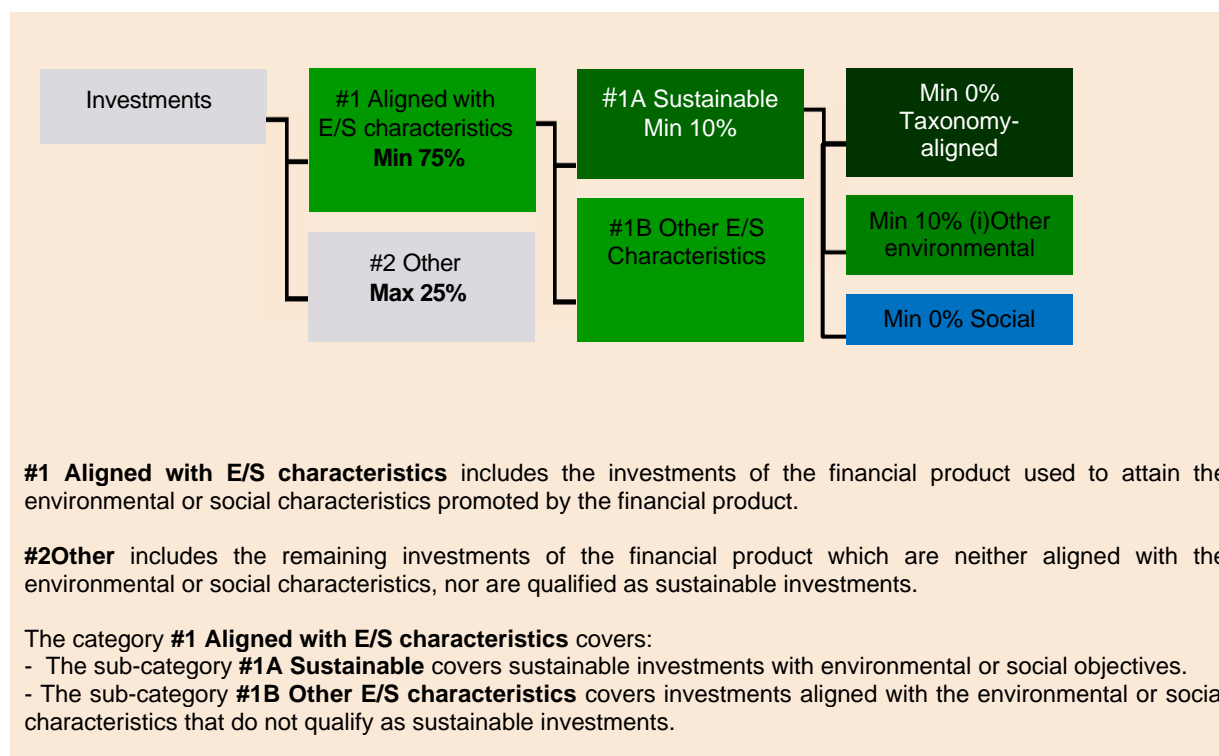 Investments
#1 Aligned with
E/S characteristics
Min 75%
#2 Other
Max 25%
#1A Sustainable
Min 10%
#1B Other E/S
Characteristics
Min 0%
Taxonomy-
aligned
Min 10% (i)Other
environmental
Min 0% Social
#1 Aligned with E/S characteristics includes the investments of the financial product used to attain the
environmental or social characteristics promoted by the financial product.
#2Other includes the remaining investments of the financial product which are neither aligned with the
environmental or social characteristics, nor are qualified as sustainable investments.
The category #1 Aligned with E/S characteristics covers:
- The sub-category #1A Sustainable covers sustainable investments with environmental or social objectives.
- The sub-category #1B Other E/S characteristics covers investments aligned with the environmental or social
characteristics that do not qualify as sustainable investments.